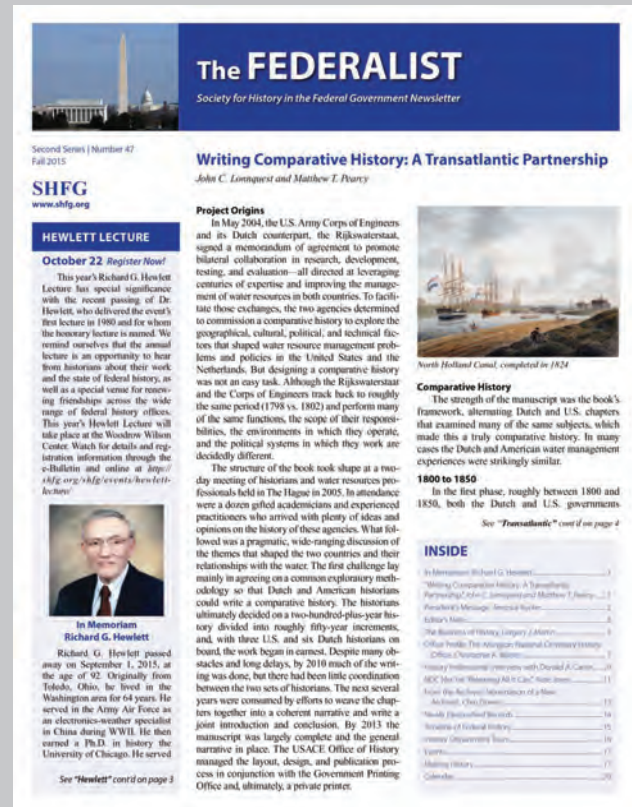 The FEDERALIST
Society for History in the Federal Government Newsletter
Second Series | Number 47
Fall 2015
SHFG
www.shfg.org
HEWLETT LECTURE
October 22 Register Now!
This year's Richard G. Hewlett
Lecture has special significance
with the recent passing of Dr.
Hewlett, who delivered the event's
first lecture in 1980 and for whom
the honorary lecture is named. We
remind ourselves that the annual
lecture is an opportunity to hear
from historians about their work
and the state of federal history, as
well as a special venue for renew-
ing friendships across the wide
range of federal history offices.
This year's Hewlett Lecture will
take place at the Woodrow Wilson
Center. Watch for details and reg-
istration information through the
e-Bulletin and online at http://
shfg.org/shfg/events/hewlett-
lecture/
In Memoriam
Richard G. Hewlett
Richard G. Hewlett passed
away on September 1, 2015, at
the age of 92. Originally from
Toledo, Ohio, he lived in the
Washington area for 64 years. He
served in the Army Air Force as
an electronics-weather specialist
in China during WWII. He then
earned a Ph.D. in history the
University of Chicago. He served
See "Hewlett" cont'd on page 3
Writing Comparative History: A Transatlantic Partnership
John C. Lonnquest and Matthew T. Pearcy
Project Origins
In May 2004, the U.S. Army Corps of Engineers
and its Dutch counterpart, the Rijkswaterstaat,
signed a memorandum of agreement to promote
bilateral collaboration in research, development,
testing, and evaluation—all directed at leveraging
centuries of expertise and improving the manage-
ment of water resources in both countries. To facili-
tate those exchanges, the two agencies determined
to commission a comparative history to explore the
geographical, cultural, political, and technical fac-
tors that shaped water resource management prob-
lems and policies in the United States and the
Netherlands. But designing a comparative history
was not an easy task. Although the Rijkswaterstaat
and the Corps of Engineers track back to roughly
the same period (1798 vs. 1802) and perform many
of the same functions, the scope of their responsi-
bilities, the environments in which they operate,
and the political systems in which they work are
decidedly different.
The structure of the book took shape at a two-
day meeting of historians and water resources pro-
fessionals held in The Hague in 2005. In attendance
were a dozen gifted academicians and experienced
practitioners who arrived with plenty of ideas and
opinions on the history of these agencies. What fol-
lowed was a pragmatic, wide-ranging discussion of
the themes that shaped the two countries and their
relationships with the water. The first challenge lay
mainly in agreeing on a common exploratory meth-
odology so that Dutch and American historians
could write a comparative history. The historians
ultimately decided on a two-hundred-plus-year his-
tory divided into roughly fifty-year increments,
and, with three U.S. and six Dutch historians on
board, the work began in earnest. Despite many ob-
stacles and long delays, by 2010 much of the writ-
ing was done, but there had been little coordination
between the two sets of historians. The next several
years were consumed by efforts to weave the chap-
ters together into a coherent narrative and write a
joint introduction and conclusion. By 2013 the
manuscript was largely complete and the general
narrative in place. The USACE Office of History
managed the layout, design, and publication pro-
cess in conjunction with the Government Printing
Office and, ultimately, a private printer.
North Holland Canal, completed in 1824
Comparative History
The strength of the manuscript was the book's
framework, alternating Dutch and U.S. chapters
that examined many of the same subjects, which
made this a truly comparative history. In many
cases the Dutch and American water management
experiences were strikingly similar.
1800 to 1850
In the first phase, roughly between 1800 and
1850, both the Dutch and U.S. governments
See "Transatlantic" cont'd on page 4
INSIDE
In Memoriam: Richard G. Hewlett
"Writing Comparative History: A Transatlantic
Partnership," John C. Lonnquest and Matthew T. Pearcy
President's Message
Editor's Note
The Business of History